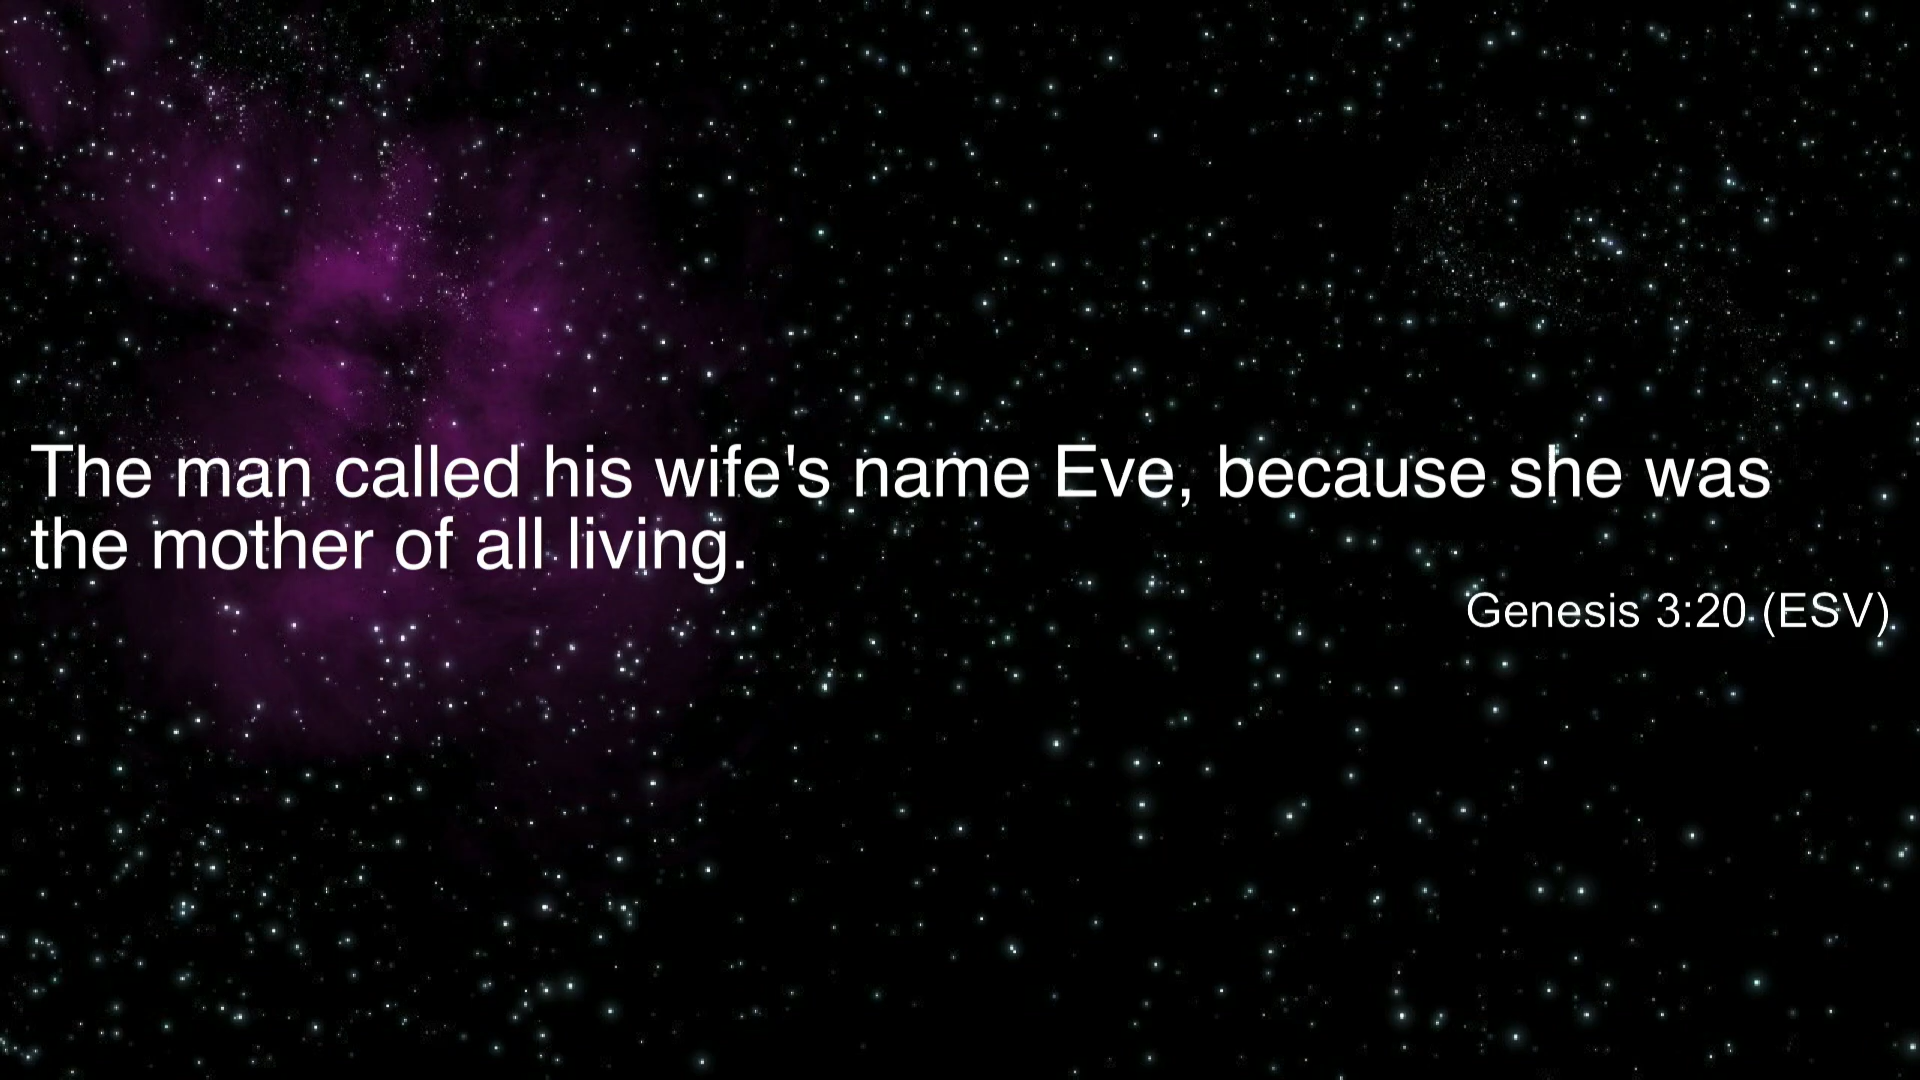 The man called his wife's name Eve, because she was
the mother of all living.
Genesis 3:20 (ESV)